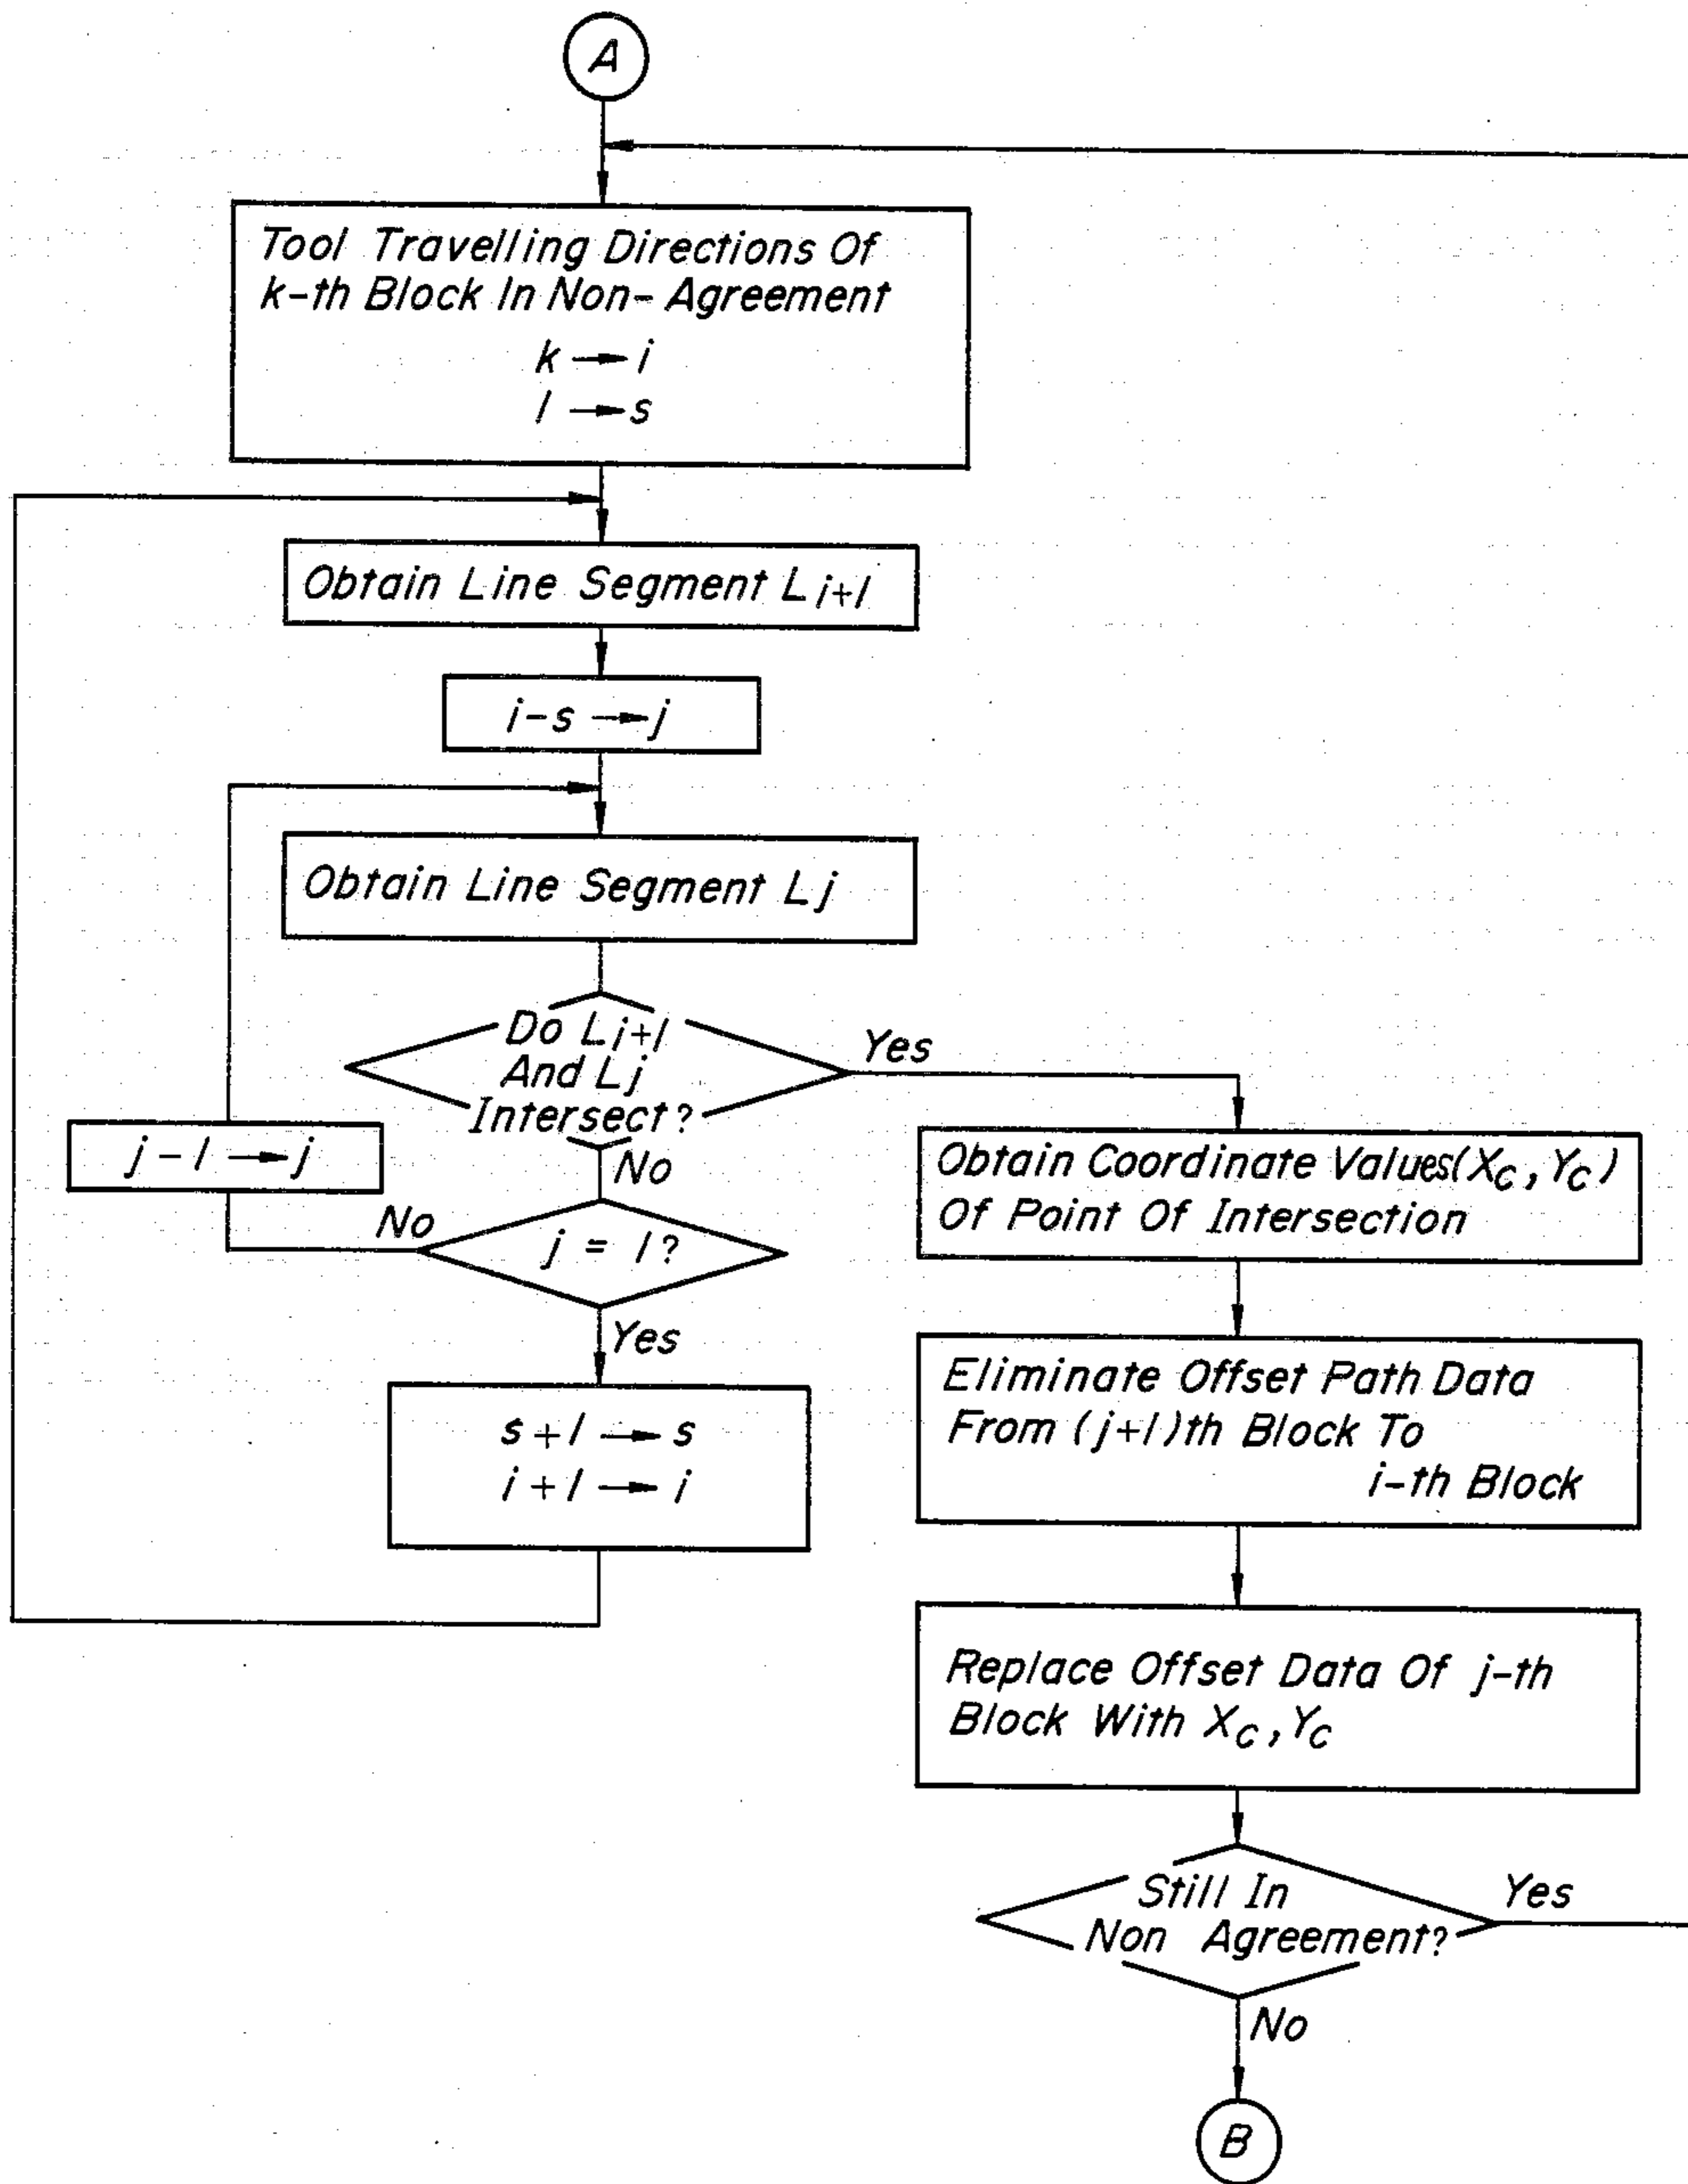 A
Tool Travelling Directions Of
k-th Block In Non-Agreement
k → i
1 → s
Obtain Line Segment Li+1
i-s → j
Obtain Line Segment Lj
Do Li+1
And Lj
Intersect?
Yes
No
j-1 → j
No
j = 1?
Yes
s+1 → s
i+1 → i
Obtain Coordinate Values(Xc, Yc)
Of Point Of Intersection
Eliminate Offset Path Data
From (j+1)th Block To
i-th Block
Replace Offset Data Of j-th
Block With Xc, Yc
Still In
Non Agreement?
Yes
No
B